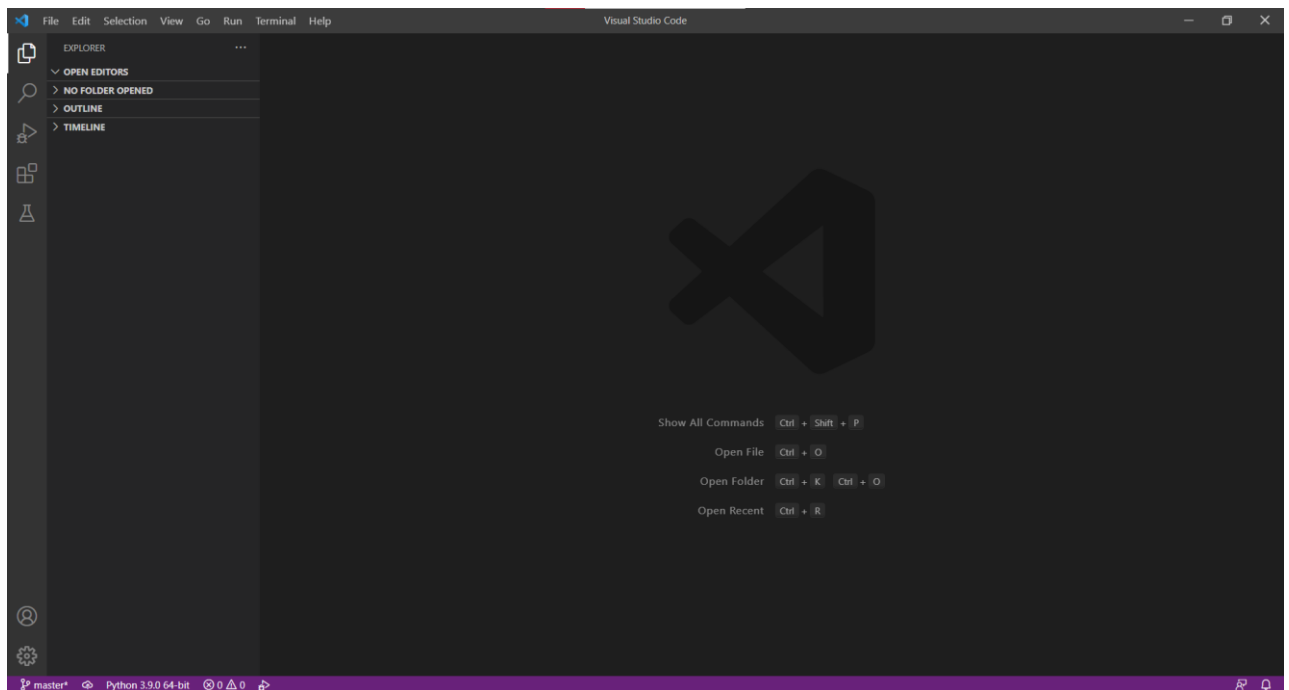 File Edit Selection View Go Run Terminal Help Visual Studio Code
EXPLORER ...
OPEN EDITORS
NO FOLDER OPENED
OUTLINE
TIMELINE
Show All Commands Ctrl + Shift + P
Open File Ctrl + O
Open Folder Ctrl + K Ctrl + O
Open Recent Ctrl + R
master* Python 3.9.0 64-bit 0 0